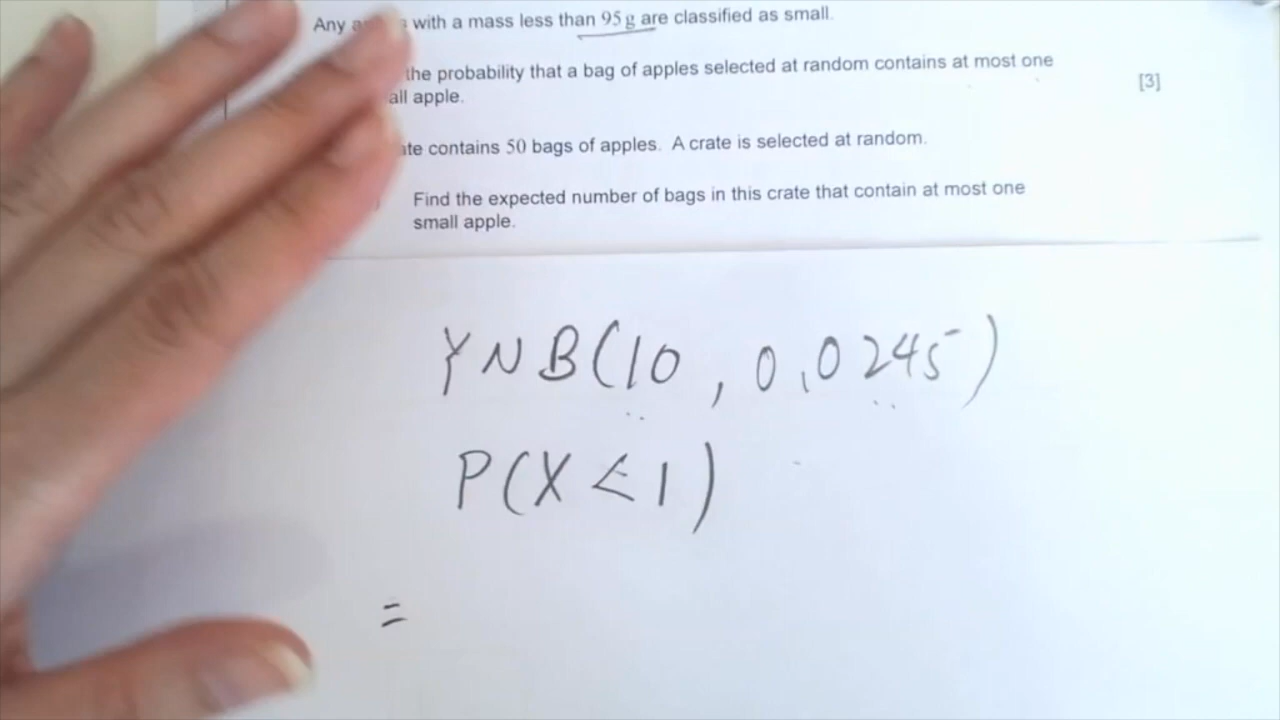 Any with a mass less than 95 g are classified as small.
the probability that a bag of apples selected at random contains at most one
[3]
apple.
contains 50 bags of apples. A crate is selected at random.
Find the expected number of bags in this crate that contain at most one
small apple.
Y~B(10, 0.0245)
P(X ≤ 1)
=